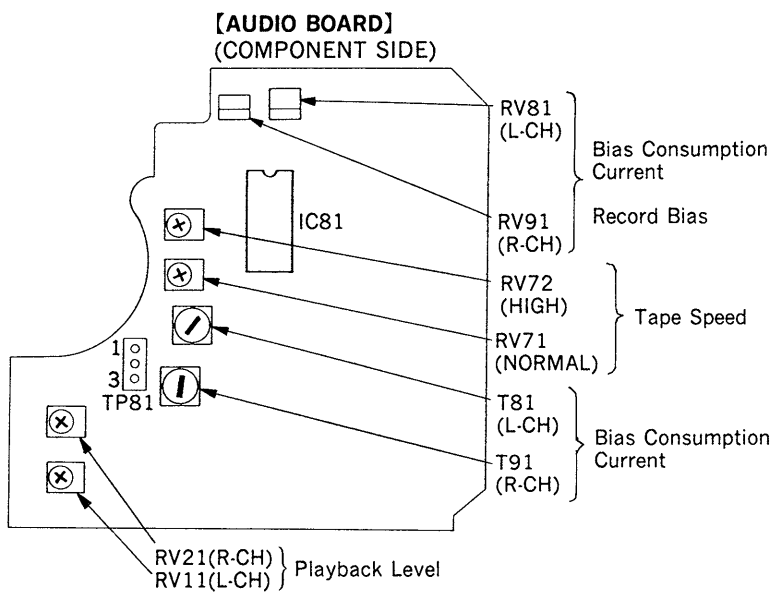 【AUDIO BOARD】
(COMPONENT SIDE)
RV81
(L-CH)
Bias Consumption
Current
IC81
RV91
(R-CH)
Record Bias
RV72
(HIGH)
Tape Speed
RV71
(NORMAL)
1
3
TP81
T81
(L-CH)
Bias Consumption
Current
T91
(R-CH)
RV21(R-CH)
RV11(L-CH)
Playback Level